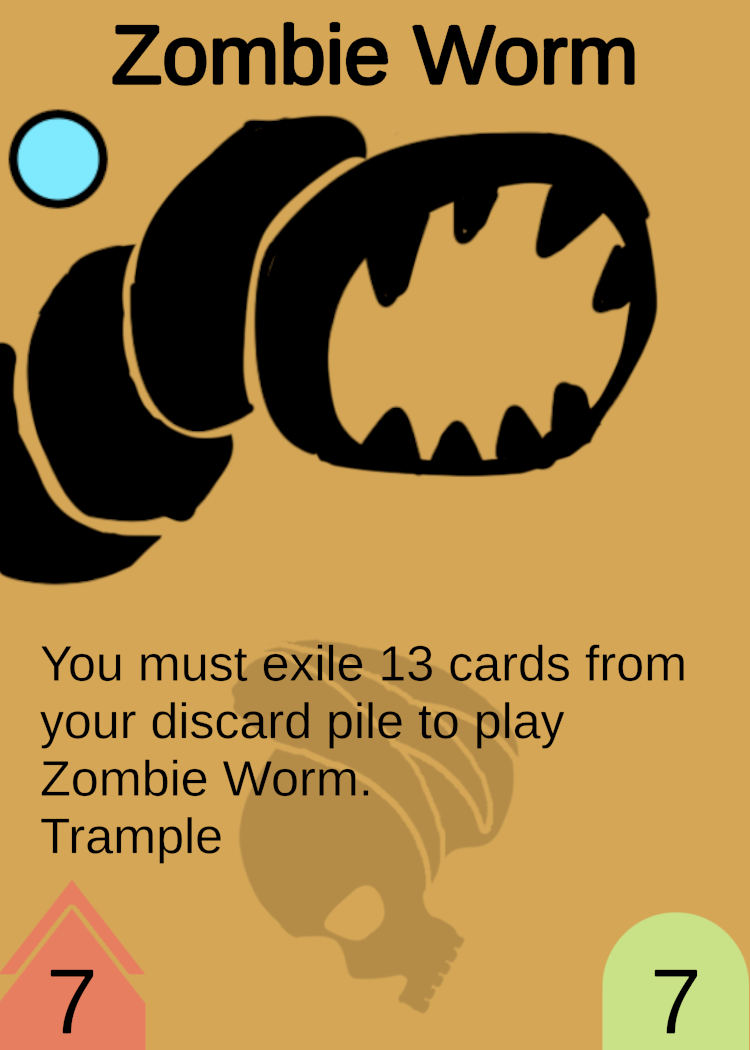 Zombie Worm
You must exile 13 cards from
your discard pile to play
Zombie Worm.
Trample
7
7